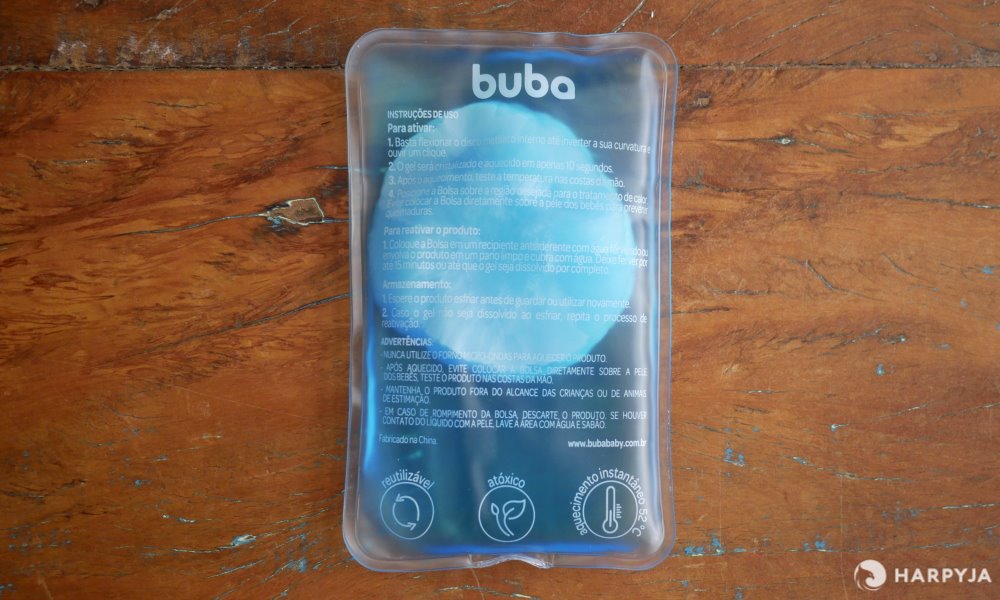 buba
INSTRUÇÕES DE USO
Para ativar:
1. Basta flexionar o disco metálico interno até inverter a sua curvatura e
ouvir um clique.
2. O gel será cristalizado e aquecido em apenas 10 segundos.
3. Após o aquecimento, teste a temperatura nas costas da mão.
4. Posicione a Bolsa sobre a região desejada para o tratamento de calor.
Evite colocar a Bolsa diretamente sobre a pele dos bebês para prevenir
queimaduras.
Para reativar o produto:
1. Coloque a Bolsa em um recipiente antiaderente com água fervendo ou
envolva o produto em um pano limpo e cubra com água. Deixe ferver por
até 15 minutos ou até que o gel seja dissolvido por completo.
Armazenamento:
1. Espere o produto esfriar antes de guardar ou utilizar novamente.
2. Caso o gel não seja dissolvido ao esfriar, repita o processo de
reativação.
ADVERTÊNCIAS
- NUNCA UTILIZE O FORNO MICRO-ONDAS PARA AQUECER O PRODUTO.
- APÓS AQUECIDO, EVITE COLOCAR A BOLSA DIRETAMENTE SOBRE A PELE
DOS BEBÊS, TESTE O PRODUTO NAS COSTAS DA MÃO.
- MANTENHA O PRODUTO FORA DO ALCANCE DAS CRIANÇAS OU DE ANIMAIS
DE ESTIMAÇÃO.
- EM CASO DE ROMPIMENTO DA BOLSA, DESCARTE O PRODUTO. SE HOUVER
CONTATO DO LÍQUIDO COM A PELE, LAVE A ÁREA COM ÁGUA E SABÃO.
Fabricado na China.
www.bubababy.com.br
reutilizável
atóxico
aquecimento instantâneo 52°C
HARPYJA